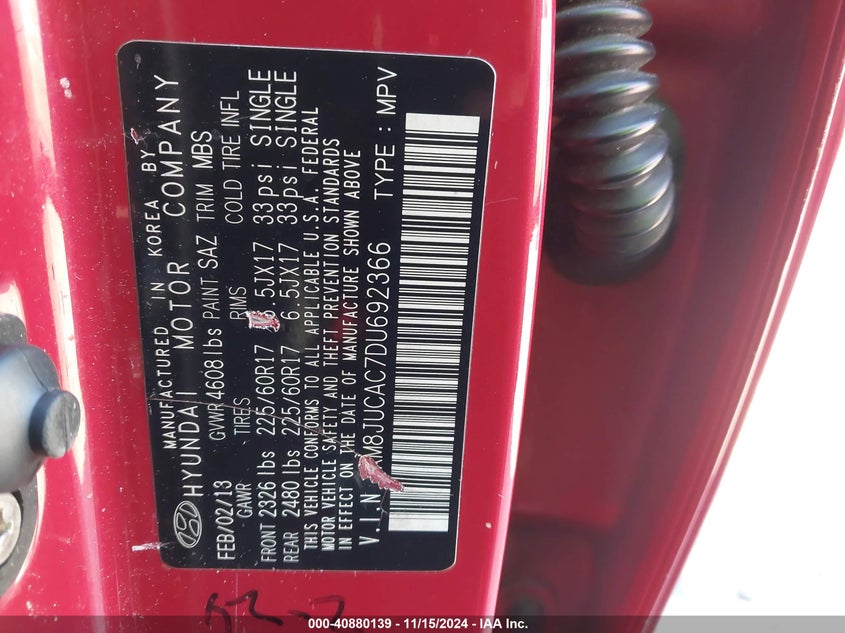 MANUFACTURED IN KOREA BY
HYUNDAI MOTOR COMPANY
FEB/02/13 GVWR 4608lbs PAINT SAZ TRIM MBS
GAWR TIRES RIMS COLD TIRE INFL
FRONT 2326 lbs 225/60R17 5JX17 33psi SINGLE
REAR 2480 lbs 225/60R17 6.5JX17 33psi SINGLE
THIS VEHICLE CONFORMS TO ALL APPLICABLE U.S.A. FEDERAL
MOTOR VEHICLE SAFETY AND THEFT PREVENTION STANDARDS
IN EFFECT ON THE DATE OF MANUFACTURE SHOWN ABOVE
V.I.N M8JUCAC7DU692366 TYPE : MPV
000-40880139 - 11/15/2024 - IAA Inc.